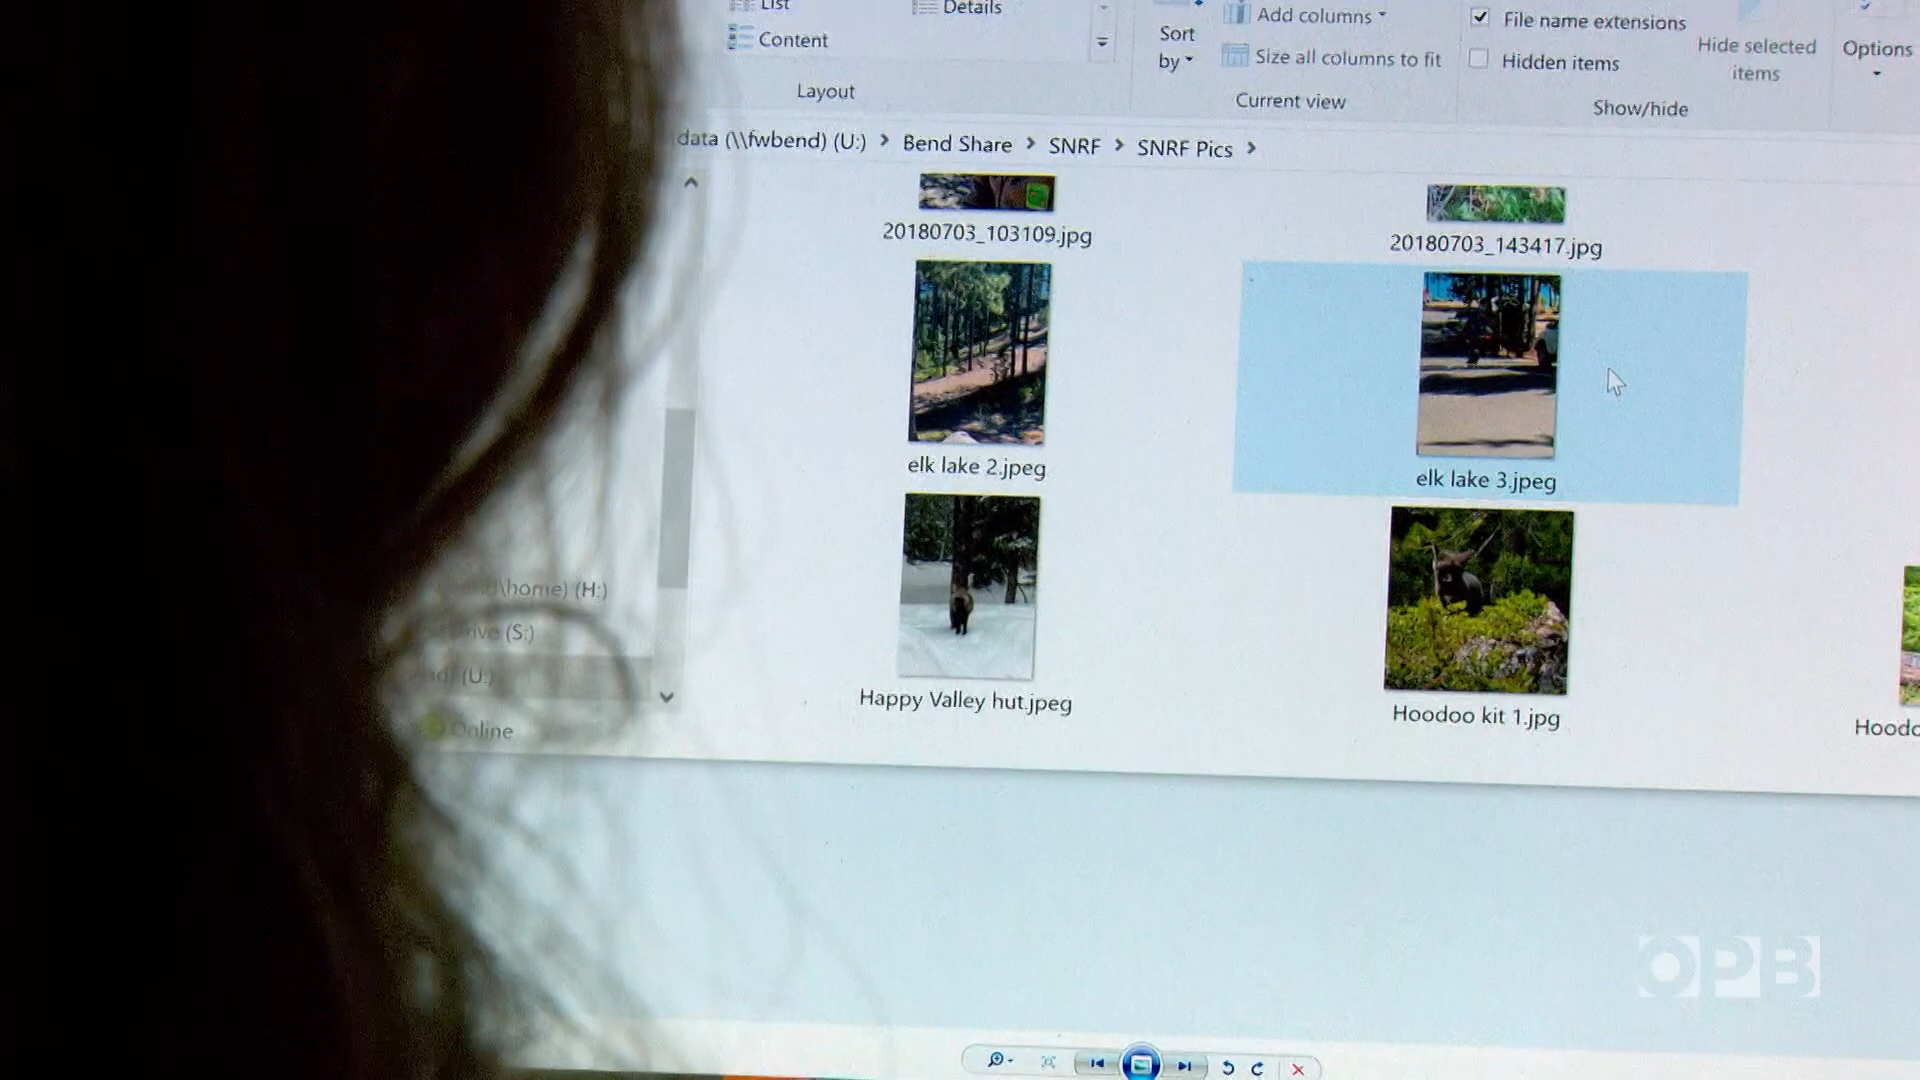 List
Details
Content
Layout
Sort by
Add columns
Size all columns to fit
Current view
File name extensions
Hidden items
Hide selected items
Show/hide
Options
data (\\fwbend) (U:) > Bend Share > SNRF > SNRF Pics >
20180703_103109.jpg
20180703_143417.jpg
elk lake 2.jpeg
elk lake 3.jpeg
\home) (H:)
(S:)
(U:)
Online
Happy Valley hut.jpeg
Hoodoo kit 1.jpg
OPB